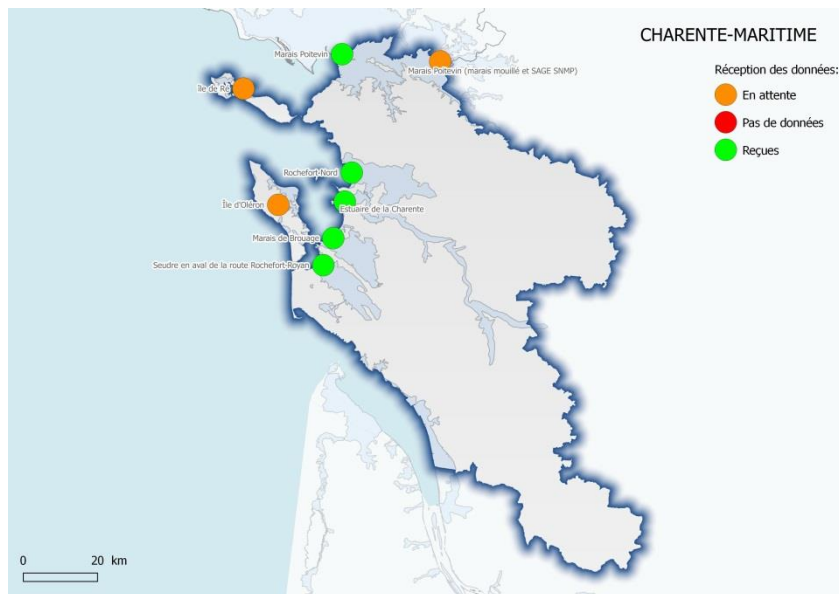 CHARENTE-MARITIME
Réception des données:
En attente
Pas de données
Reçues
Marais Poitevin
Marais Poitevin (marais mouillé et SAGE SNMP)
Île de Ré
Rochefort-Nord
Estuaire de la Charente
Île d'Oléron
Marais de Brouage
Seudre en aval de la route Rochefort-Royan
0 20 km